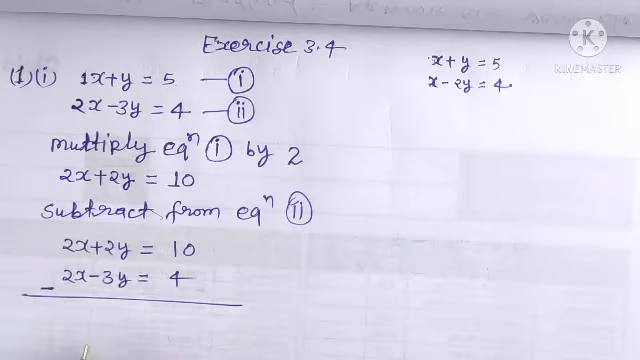 Exercise 3.4
(1)(i) 1x+y = 5 —(i)
2x-3y = 4 —(ii)
multiply eqⁿ (i) by 2
2x+2y = 10
subtract from eqⁿ (ii)
2x+2y = 10
- 2x-3y = 4
x+y = 5
x-2y = 4
KINEMASTER